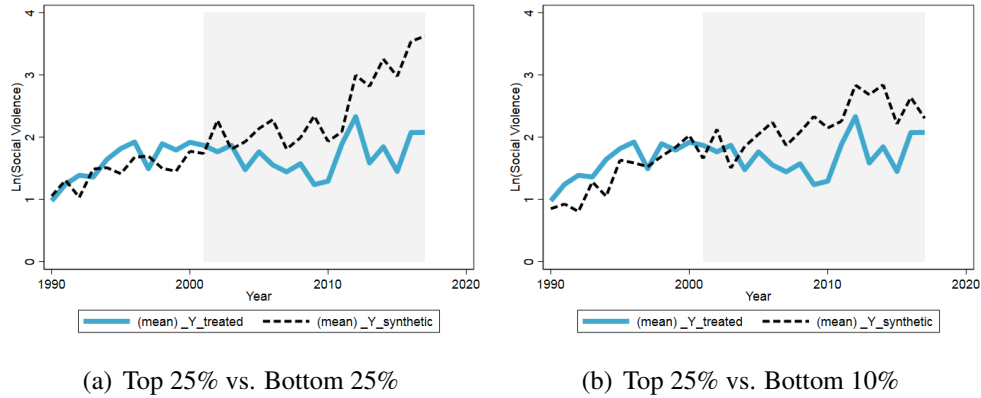 Ln(Social Violence)
4
3
2
1
0
1990 2000 2010 2020
Year
(mean) _Y_treated (mean) _Y_synthetic
(a) Top 25% vs. Bottom 25%
Ln(Social Violence)
4
3
2
1
0
1990 2000 2010 2020
Year
(mean) _Y_treated (mean) _Y_synthetic
(b) Top 25% vs. Bottom 10%